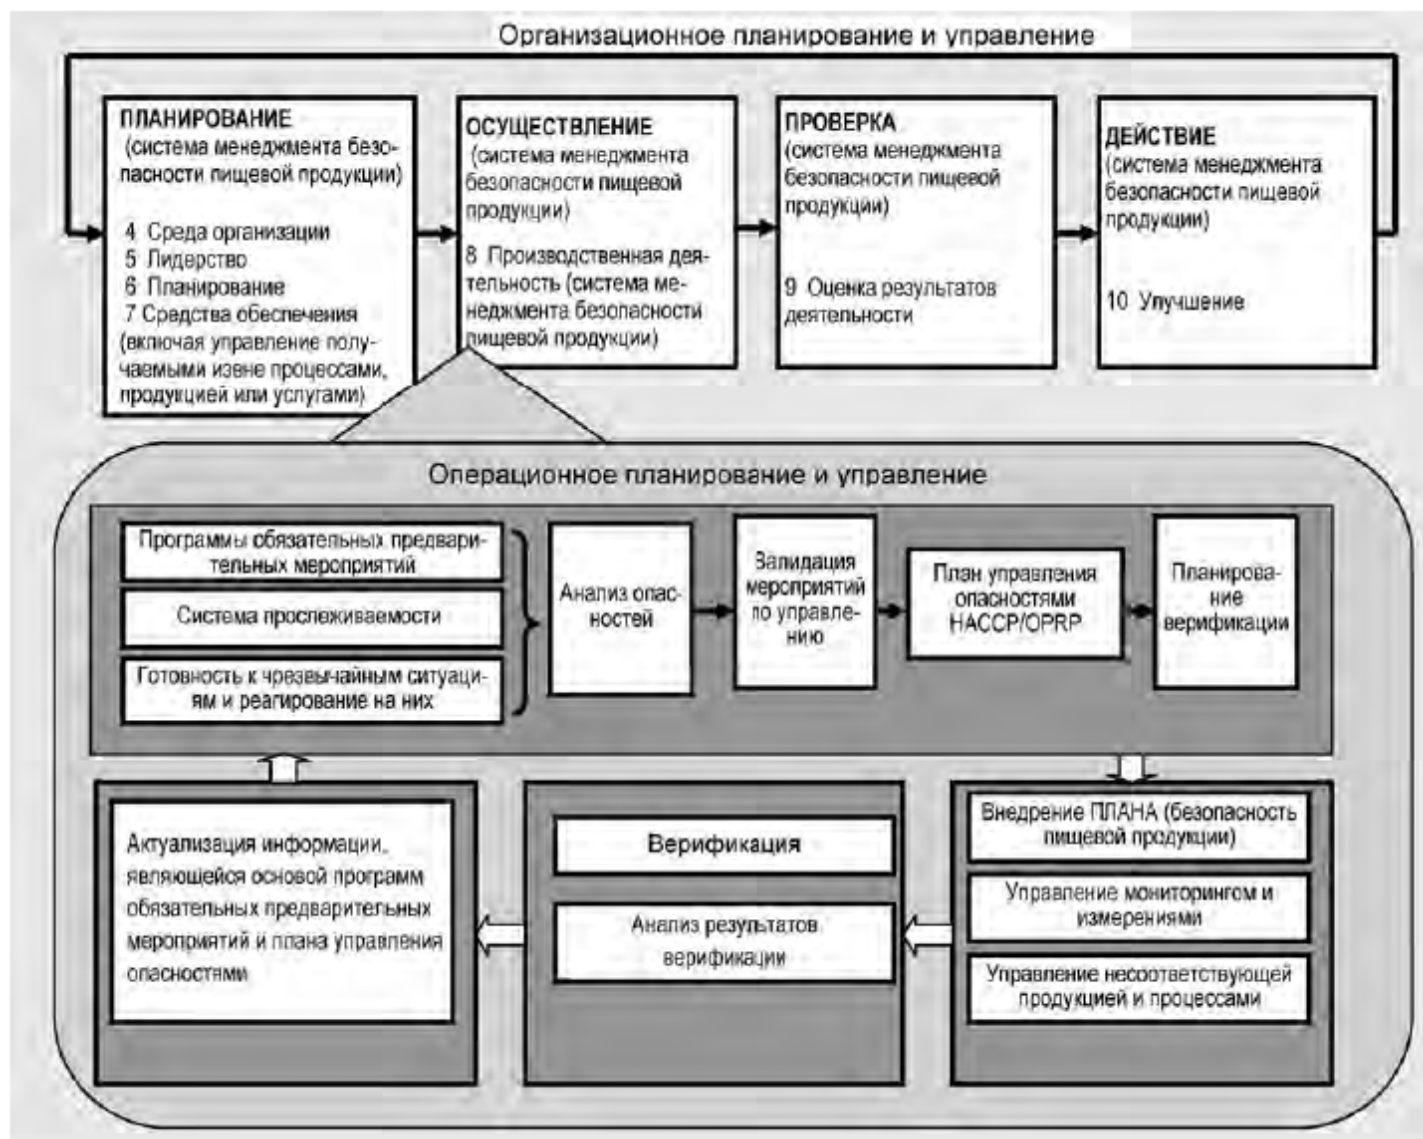 Организационное планирование и управление
ПЛАНИРОВАНИЕ
(система менеджмента безо-
пасности пищевой продукции)
4 Среда организации
5 Лидерство
6 Планирование
7 Средства обеспечения
(включая управление полу-
чаемыми извне процессами,
продукцией или услугами)
ОСУЩЕСТВЛЕНИЕ
(система менеджмента
безопасности пищевой
продукции)
8 Производственная дея-
тельность (система ме-
неджмента безопасности
пищевой продукции)
ПРОВЕРКА
(система менеджмента
безопасности пищевой
продукции)
9 Оценка результатов
деятельности
ДЕЙСТВИЕ
(система менеджмента
безопасности пищевой
продукции)
10 Улучшение
Операционное планирование и управление
Программы обязательных предвари-
тельных мероприятий
Система прослеживаемости
Готовность к чрезвычайным ситуаци-
ям и реагирование на них
Анализ опас-
ностей
Валидация
мероприятий
по управле-
нию
План управления
опасностями
HACCP/OPRP
Планирова-
ние
верификации
Внедрение ПЛАНА (безопасность
пищевой продукции)
Управление мониторингом и
измерениями
Управление несоответствующей
продукцией и процессами
Верификация
Анализ результатов
верификации
Актуализация информации,
являющейся основой программ
обязательных предварительных
мероприятий и плана управления
опасностями